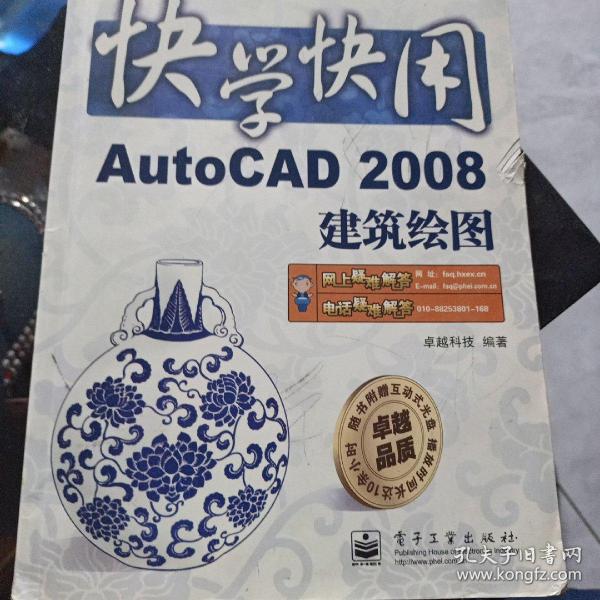 快学快用
AutoCAD 2008
建筑绘图
网上疑难解答
网 址：faq.hxex.cn
E-mail：faq@phei.com.cn
电话疑难解答
010-88253801-168
卓越科技 编著
随书附赠互动式光盘 播放时间长达10余小时
卓越
品质
電子工業出版社
Publishing House of Electronics Industry
http://www.phei.com
孔夫子旧书网
www.kongfz.com